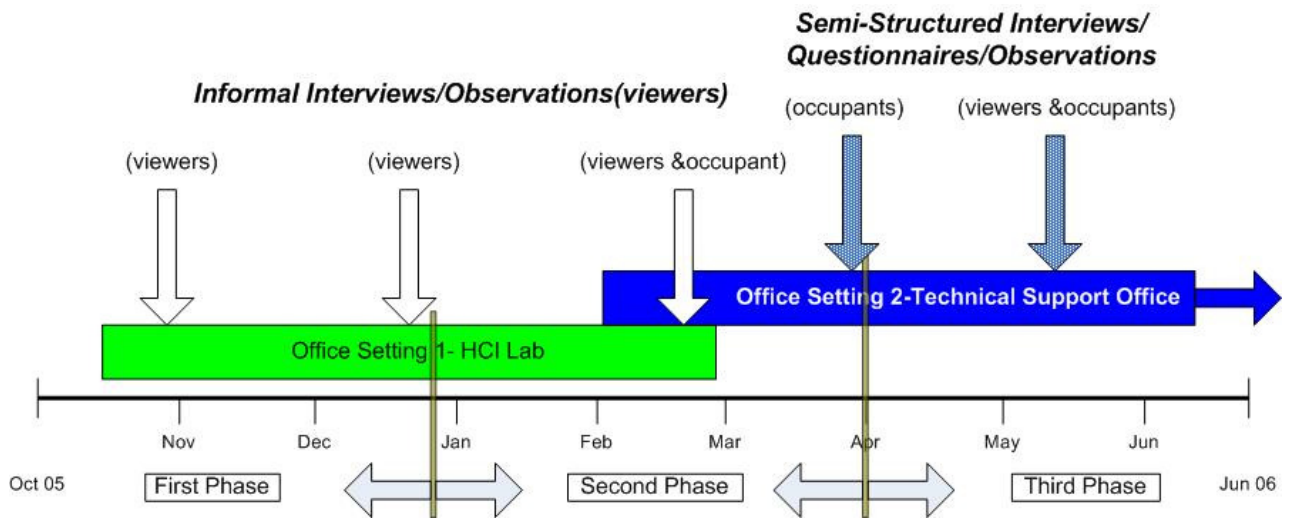 Semi-Structured Interviews/
Questionnaires/Observations
Informal Interviews/Observations(viewers)
(occupants)
(viewers &occupants)
(viewers)
(viewers)
(viewers &occupant)
Office Setting 2-Technical Support Office
Office Setting 1- HCI Lab
Nov
Dec
Jan
Feb
Mar
Apr
May
Jun
Oct 05
First Phase
Second Phase
Third Phase
Jun 06